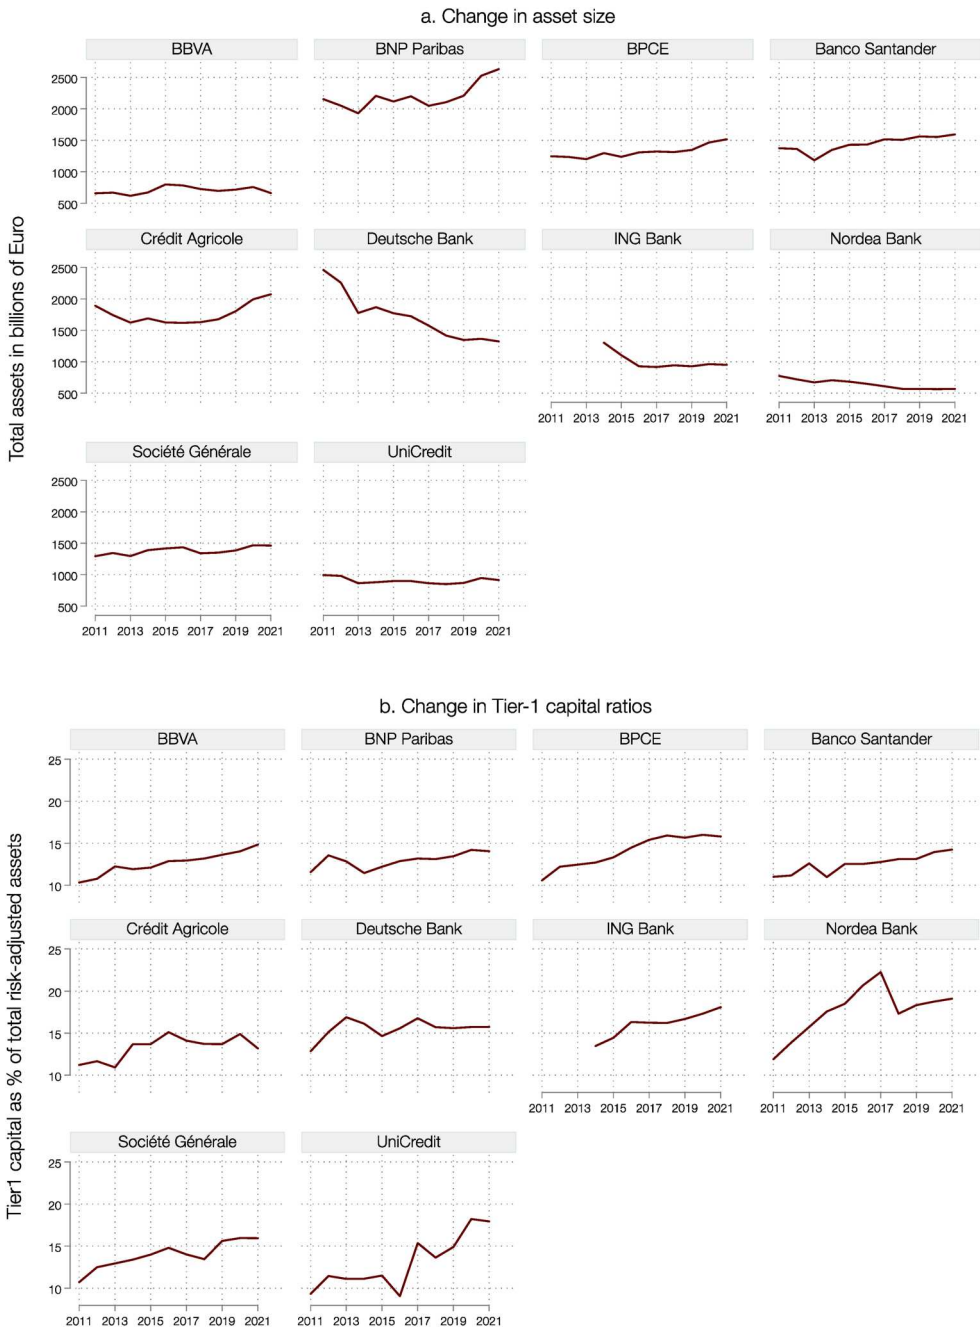 a. Change in asset size
BBVA BNP Paribas BPCE Banco Santander
2500
2000
1500
1000
500
Crédit Agricole Deutsche Bank ING Bank Nordea Bank
2500
2000
1500
1000
500
2011 2013 2015 2017 2019 2021 2011 2013 2015 2017 2019 2021
Société Générale UniCredit
2500
2000
1500
1000
500
2011 2013 2015 2017 2019 2021 2011 2013 2015 2017 2019 2021
Total assets in billions of Euro
b. Change in Tier-1 capital ratios
BBVA BNP Paribas BPCE Banco Santander
25
20
15
10
Crédit Agricole Deutsche Bank ING Bank Nordea Bank
25
20
15
10
2011 2013 2015 2017 2019 2021 2011 2013 2015 2017 2019 2021
Société Générale UniCredit
25
20
15
10
2011 2013 2015 2017 2019 2021 2011 2013 2015 2017 2019 2021
Tier1 capital as % of total risk-adjusted assets